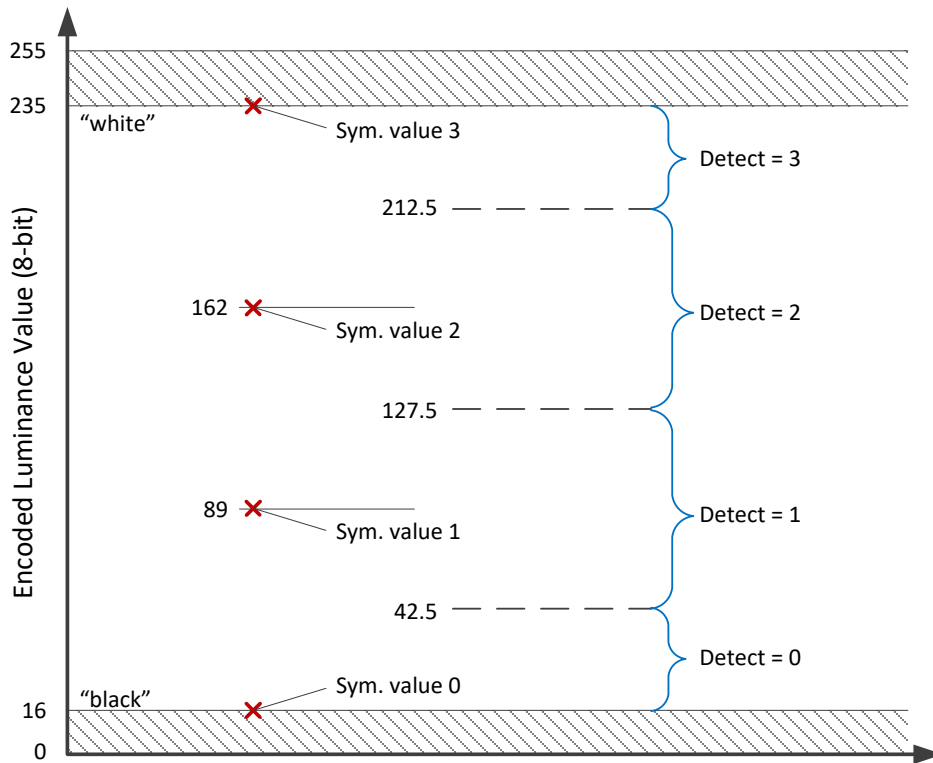 255
235
“white”
Sym. value 3
Detect = 3
212.5
162
Sym. value 2
Detect = 2
127.5
Encoded Luminance Value (8-bit)
89
Sym. value 1
Detect = 1
42.5
Detect = 0
Sym. value 0
“black”
16
0